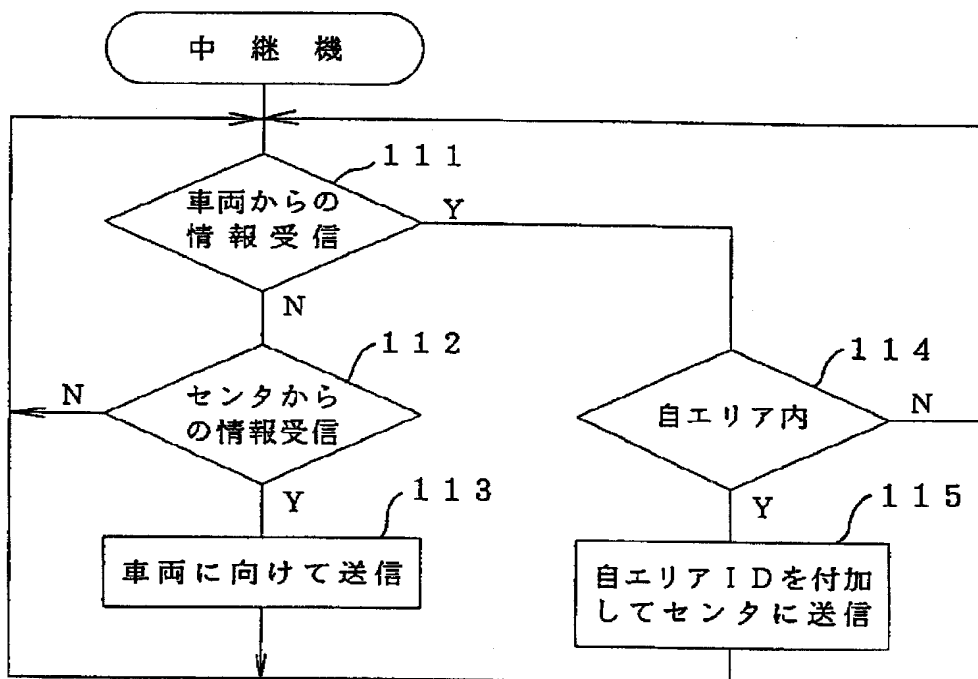 中継機
111
車両からの
情報受信
Y
N
112
センタから
の情報受信
N
Y
113
車両に向けて送信
114
自エリア内
N
Y
115
自エリアIDを付加
してセンタに送信